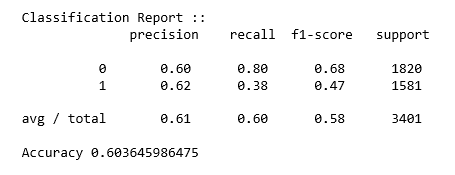 Classification Report ::
precision recall f1-score support
0 0.60 0.80 0.68 1820
1 0.62 0.38 0.47 1581
avg / total 0.61 0.60 0.58 3401
Accuracy 0.603645986475